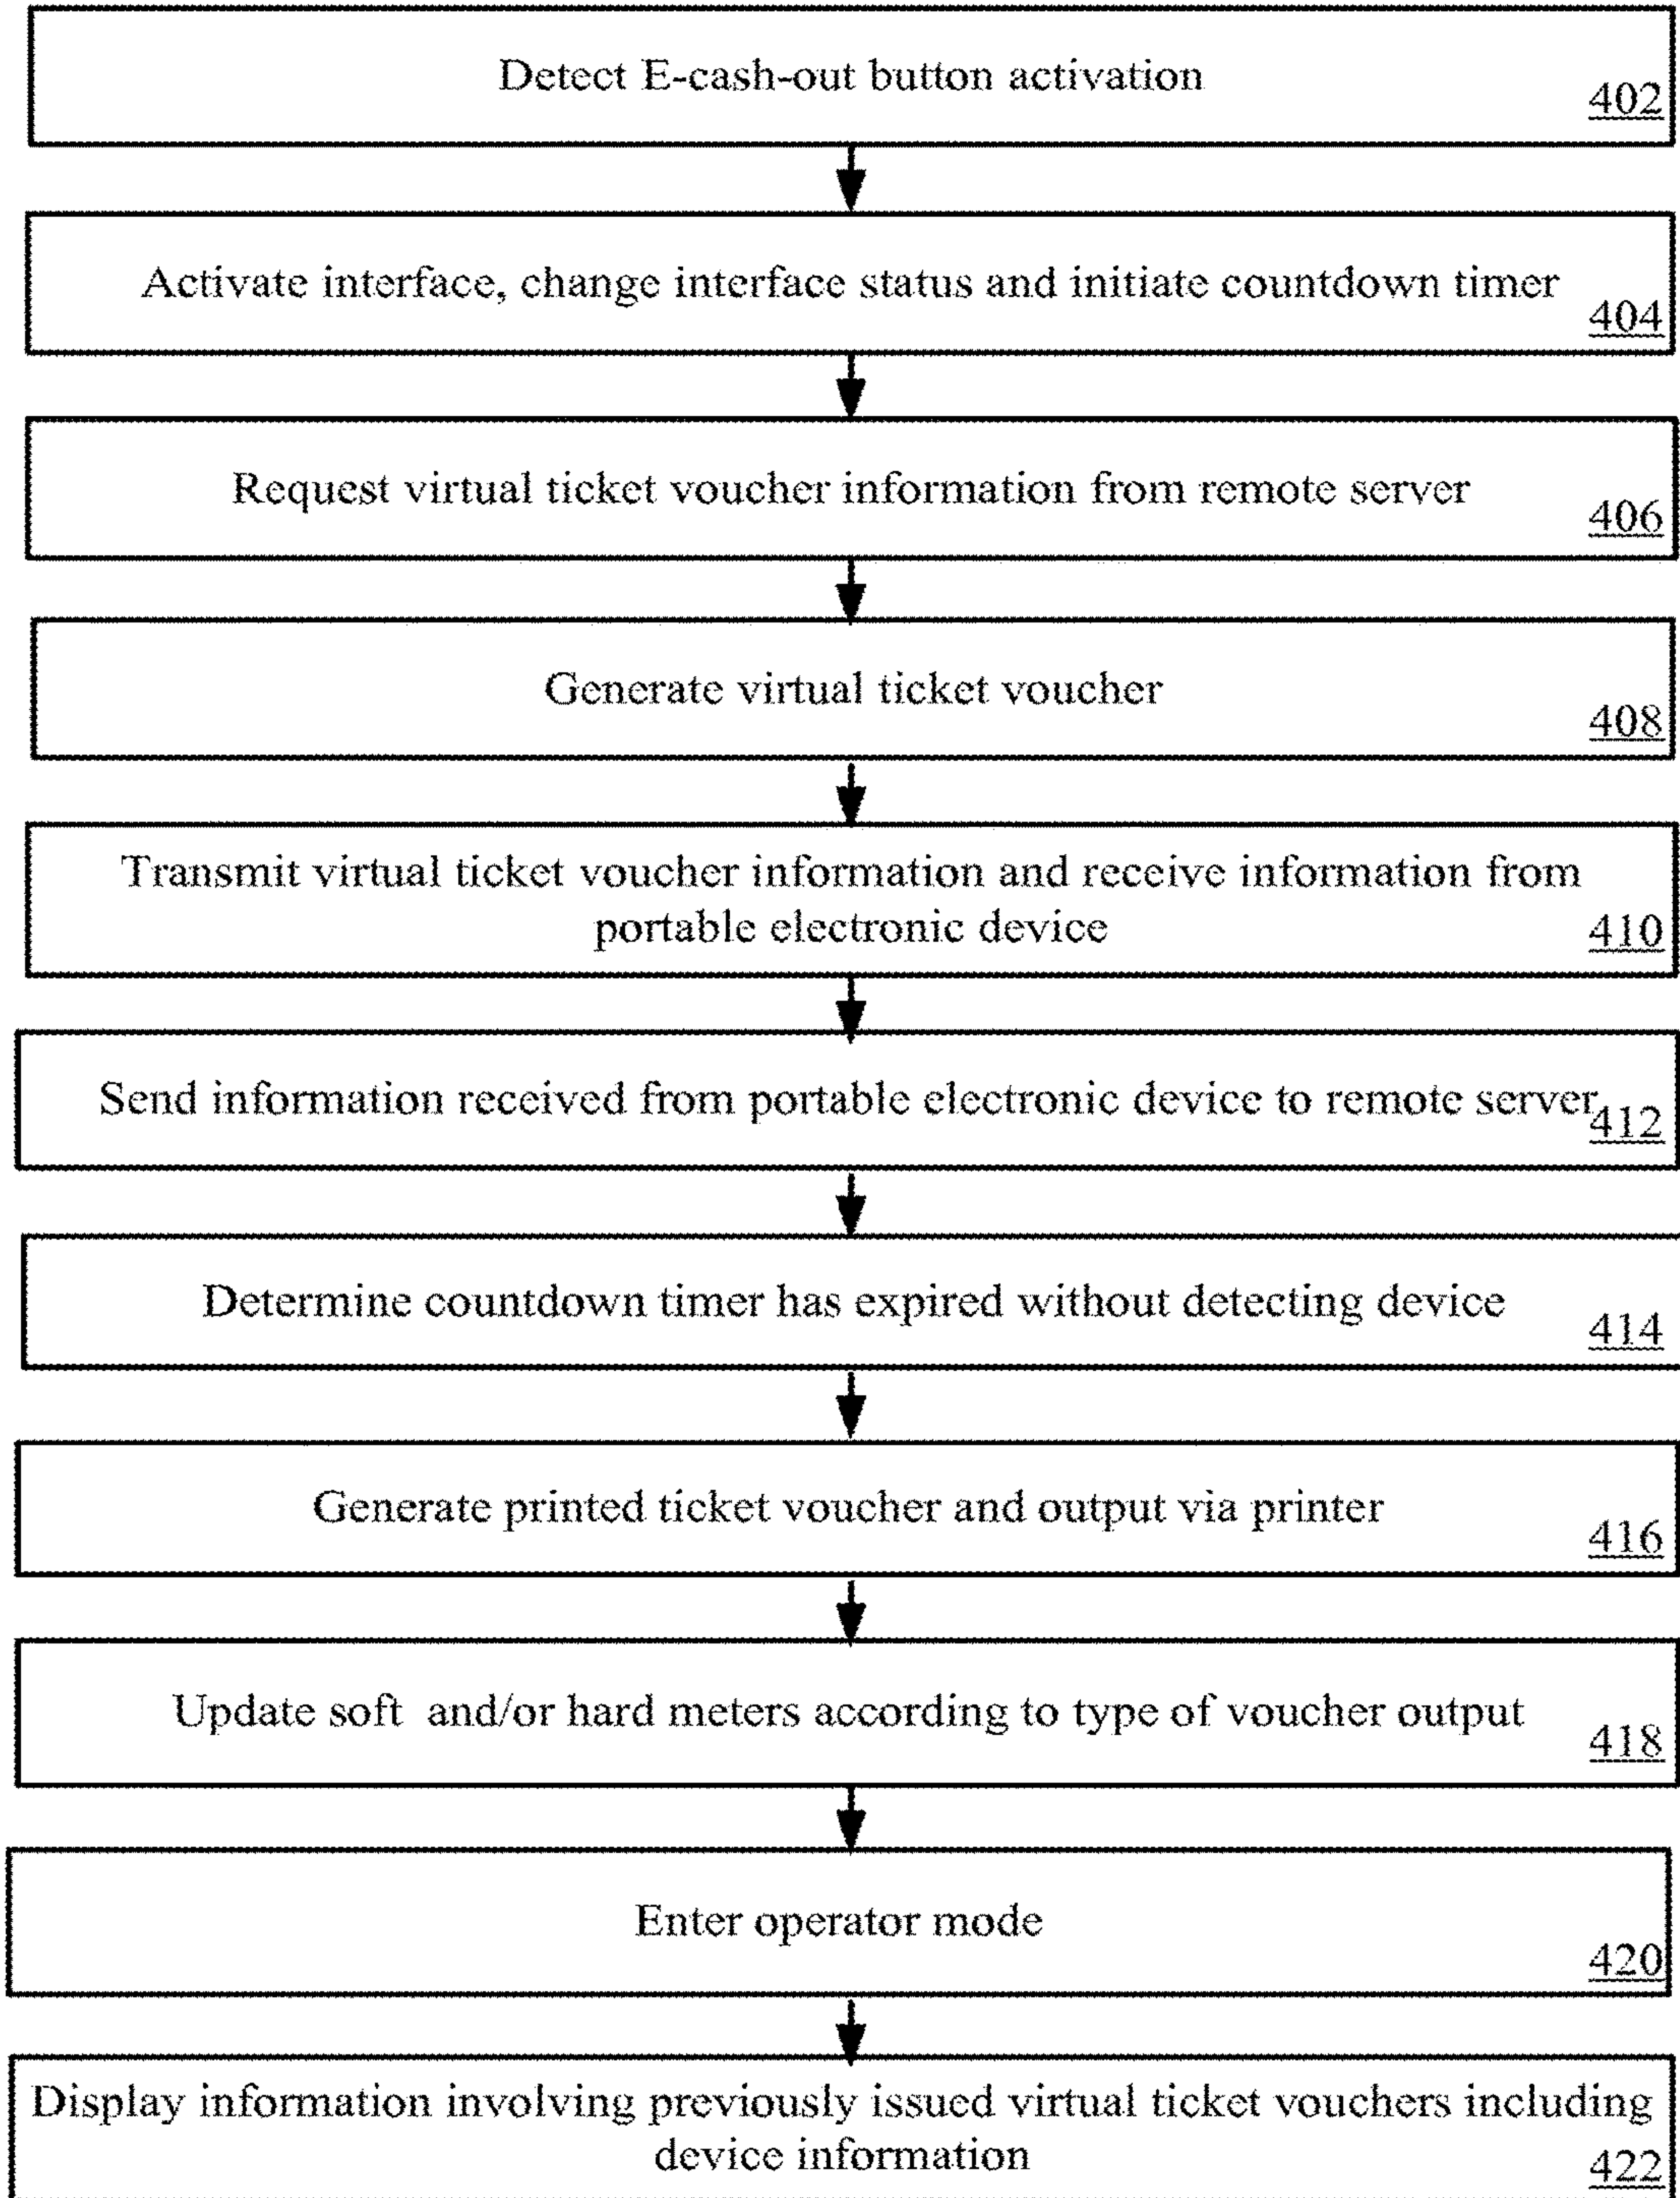 Detect E-cash-out button activation
402
Activate interface, change interface status and initiate countdown timer
404
Request virtual ticket voucher information from remote server
406
Generate virtual ticket voucher
408
Transmit virtual ticket voucher information and receive information from
portable electronic device
410
Send information received from portable electronic device to remote server
412
Determine countdown timer has expired without detecting device
414
Generate printed ticket voucher and output via printer
416
Update soft and/or hard meters according to type of voucher output
418
Enter operator mode
420
Display information involving previously issued virtual ticket vouchers including
device information
422